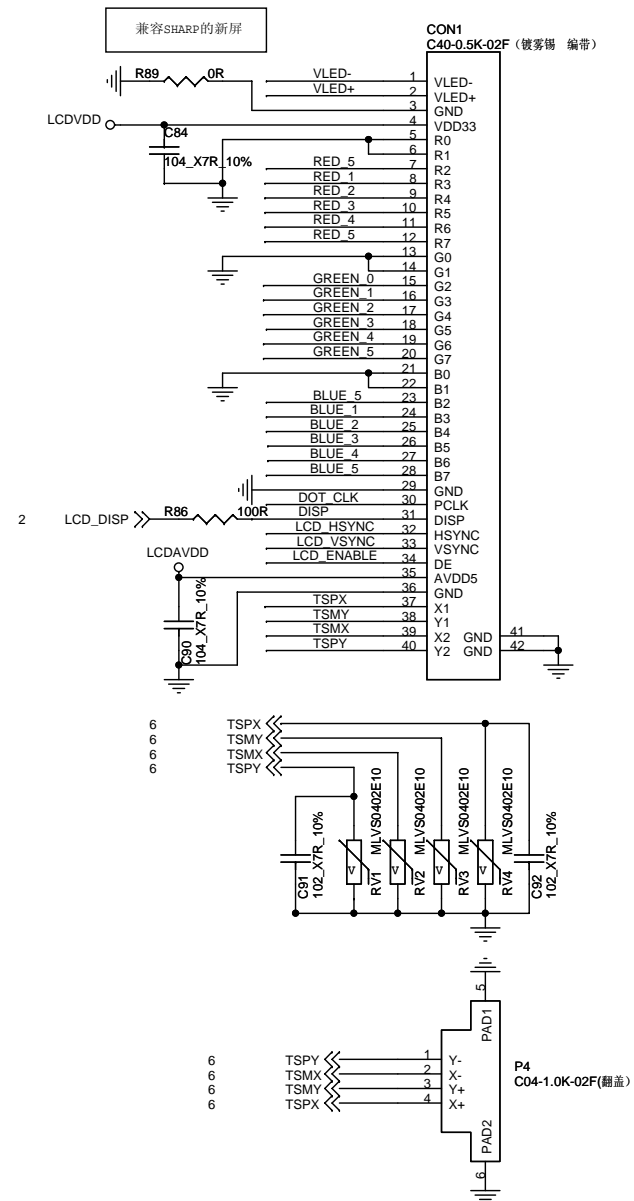 兼容SHARP的新屏
CON1
C40-0.5K-02F（镀雾锡 编带）
R89 0R
VLED- 1 VLED-
VLED+ 2 VLED+
3 GND
LCDVDD 4 VDD33
C84
104_X7R_10%
5 R0
6 R1
RED_5 7 R2
RED_1 8 R3
RED_2 9 R4
RED_3 10 R5
RED_4 11 R6
RED_5 12 R7
13 G0
14 G1
GREEN_0 15 G2
GREEN_1 16 G3
GREEN_2 17 G4
GREEN_3 18 G5
GREEN_4 19 G6
GREEN_5 20 G7
21 B0
22 B1
BLUE_5 23 B2
BLUE_1 24 B3
BLUE_2 25 B4
BLUE_3 26 B5
BLUE_4 27 B6
BLUE_5 28 B7
29 GND
DOT_CLK 30 PCLK
2 LCD_DISP R86 100R DISP 31 DISP
LCD_HSYNC 32 HSYNC
LCD_VSYNC 33 VSYNC
LCD_ENABLE 34 DE
LCDAVDD 35 AVDD5
36 GND
C90
104_X7R_10%
TSPX 37 X1
TSMY 38 Y1
TSMX 39 X2 GND 41
TSPY 40 Y2 GND 42
6 TSPX
6 TSMY
6 TSMX
6 TSPY
C91
102_X7R_10%
V RV1 MLVS0402E10
V RV2 MLVS0402E10
V RV3 MLVS0402E10
V RV4 MLVS0402E10
C92
102_X7R_10%
5 PAD1
6 TSPY 1 Y-
6 TSMX 2 X-
6 TSMY 3 Y+
6 TSPX 4 X+
P4
C04-1.0K-02F(翻盖)
6 PAD2